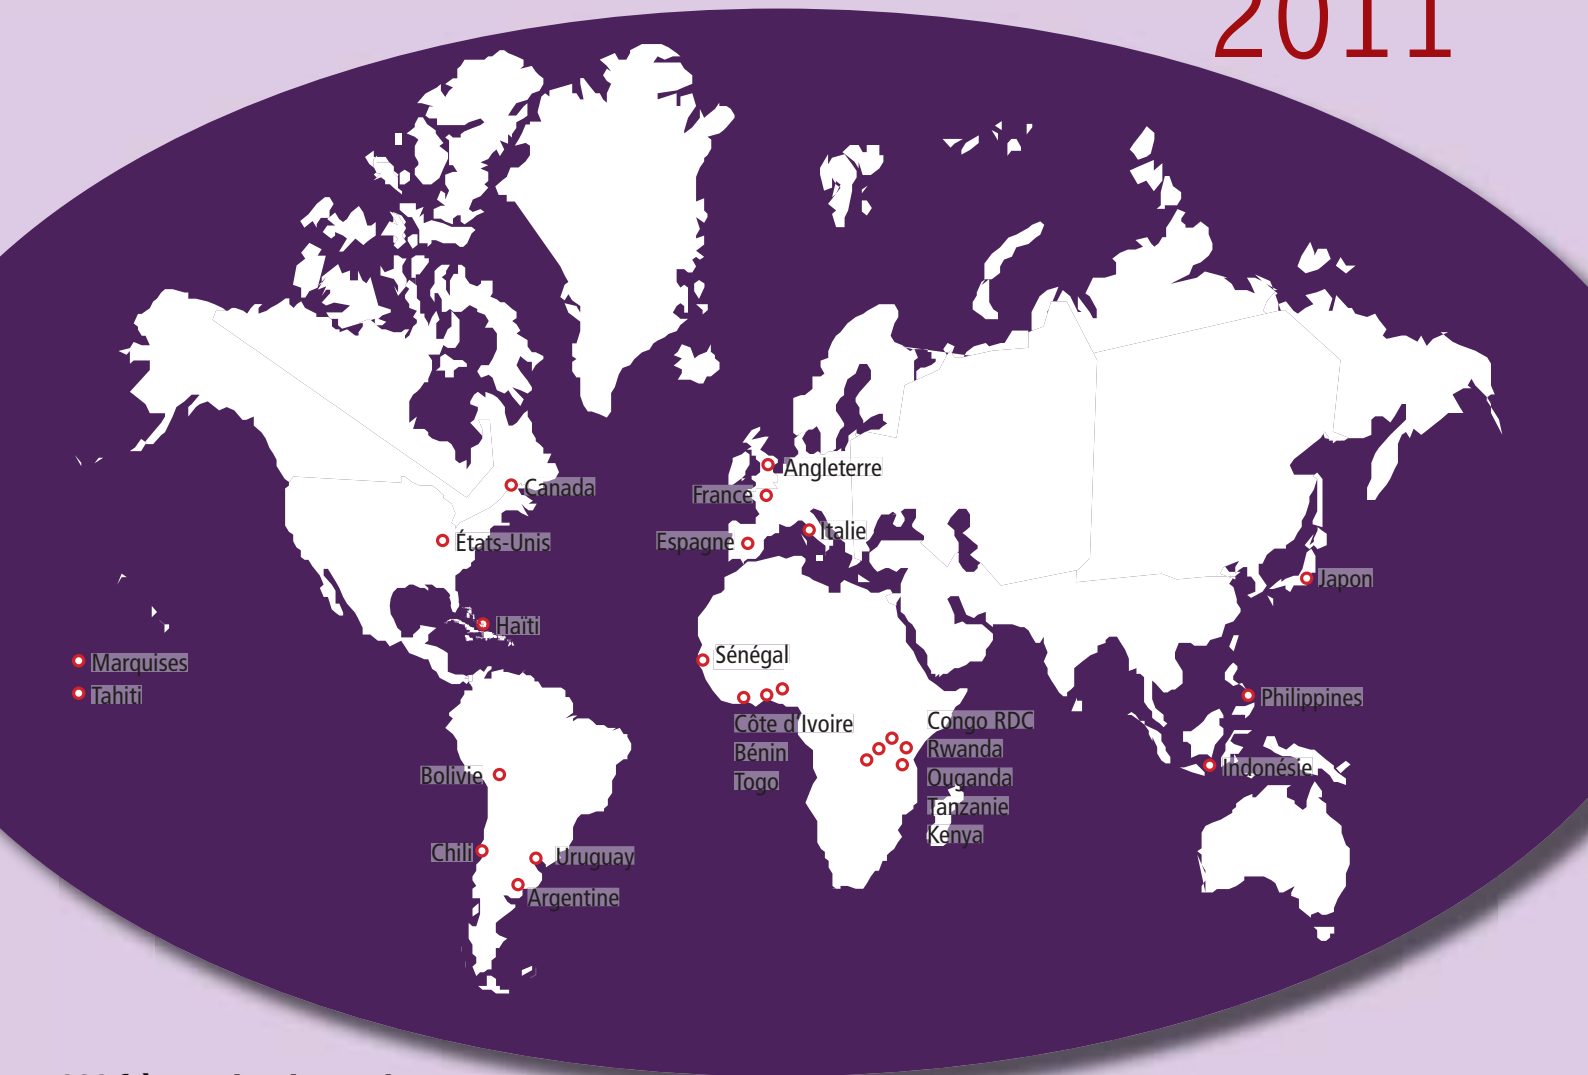 2011
Angleterre
Canada
France
Italie
Espagne
États-Unis
Japon
Haïti
Sénégal
Marquises
Tahiti
Philippines
Côte d'Ivoire
Bénin
Togo
Congo RDC
Rwanda
Ouganda
Tanzanie
Kenya
Indonésie
Bolivie
Chili
Uruguay
Argentine